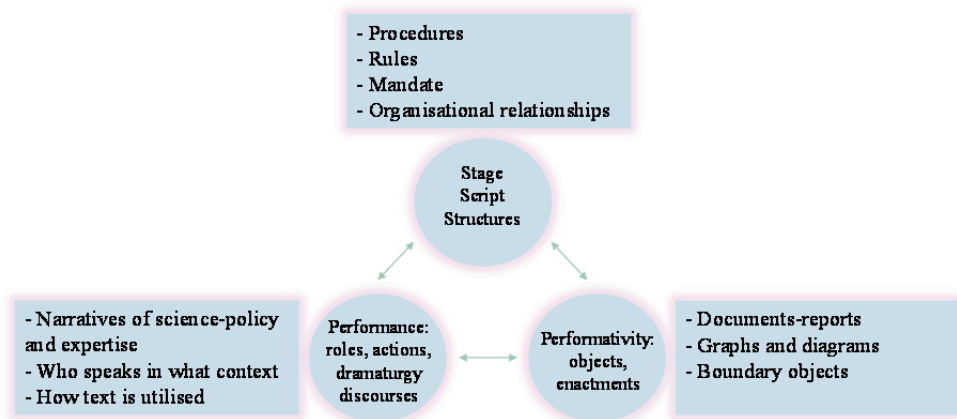 - Procedures
- Rules
- Mandate
- Organisational relationships
Stage
Script
Structures
- Narratives of science-policy
and expertise
- Who speaks in what context
- How text is utilised
Performance:
roles, actions,
dramaturgy
discourses
Performativity:
objects,
enactments
- Documents-reports
- Graphs and diagrams
- Boundary objects